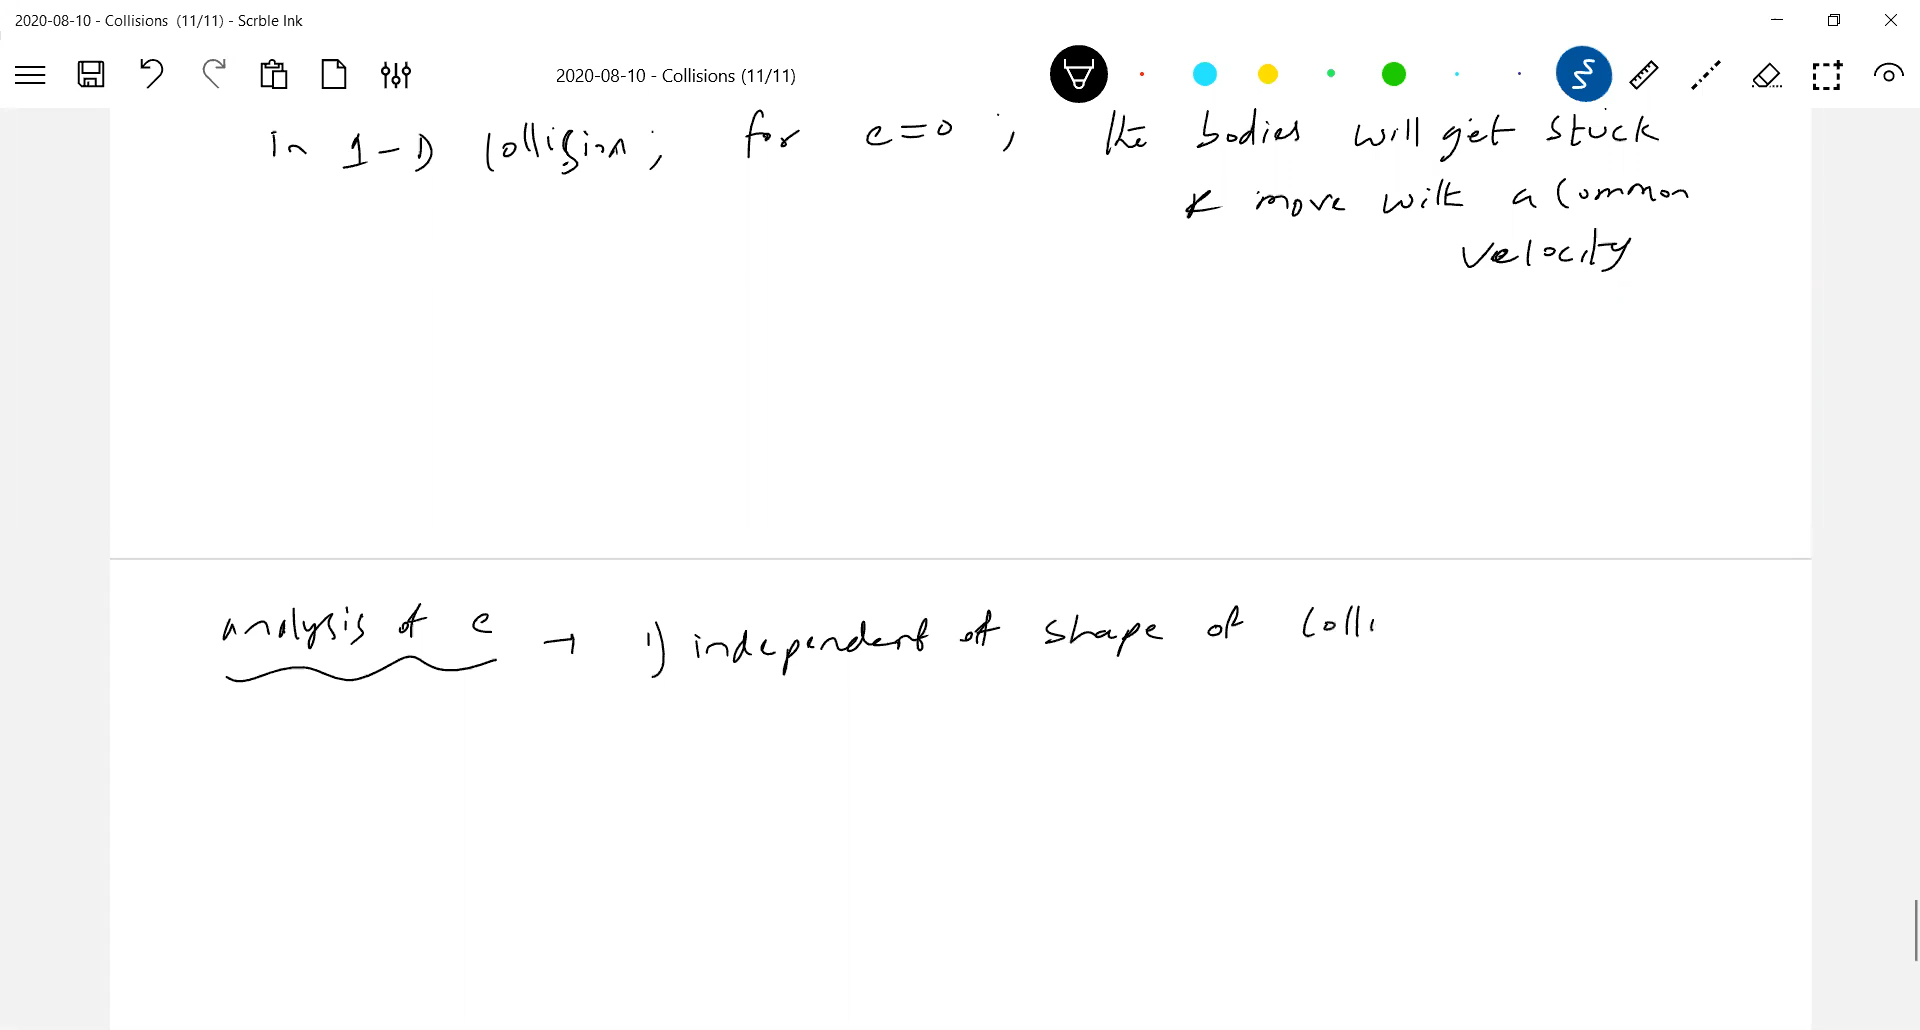 2020-08-10 - Collisions (11/11) - Scrble Ink
2020-08-10 - Collisions (11/11)
In 1-D Collision; for e=0; the bodies will get stuck
& move with a common
velocity
analysis of e → 1) independent of shape of Colli